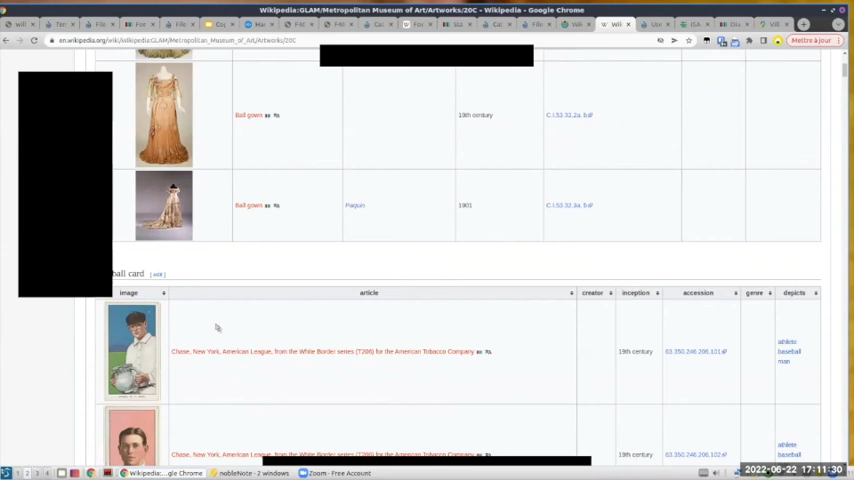 Wikipedia:GLAM/Metropolitan Museum of Art/Artworks/20C - Google Chrome
en.wikipedia.org/wiki/Wikipedia:GLAM/Metropolitan_Museum_of_Art/Artworks/20C
Mettre à jour
Ball gown
19th century
C.I.53.32.2a, b
Ball gown
Paquin
1901
C.I.53.32.3a, b
ball card [ edit ]
image article creator inception accession genre depicts
Chase, New York, American League, from the White Border series (T206) for the American Tobacco Company
19th century
63.350.246.206.101
athlete
baseball
man
Chase, New York, American League, from the White Border series (T206) for the American Tobacco Company
19th century
63.350.246.206.102
athlete
baseball
1 2 3 4
Wikipedia:...gle Chrome
nobleNote - 2 windows
Zoom - Free Account
2022-06-22 17:11:30